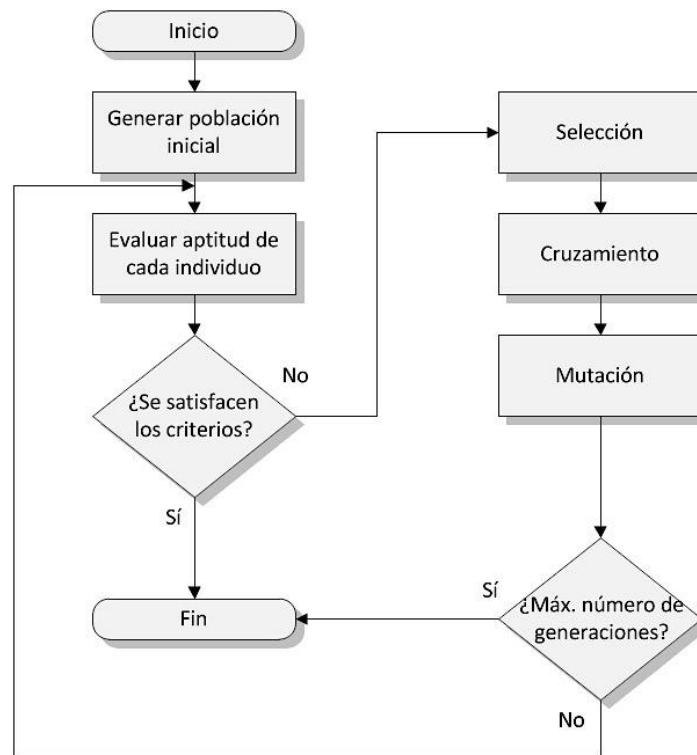 Inicio
Generar población
inicial
Evaluar aptitud de
cada individuo
¿Se satisfacen
los criterios?
No
Sí
Fin
Selección
Cruzamiento
Mutación
¿Máx. número de
generaciones?
Sí
No